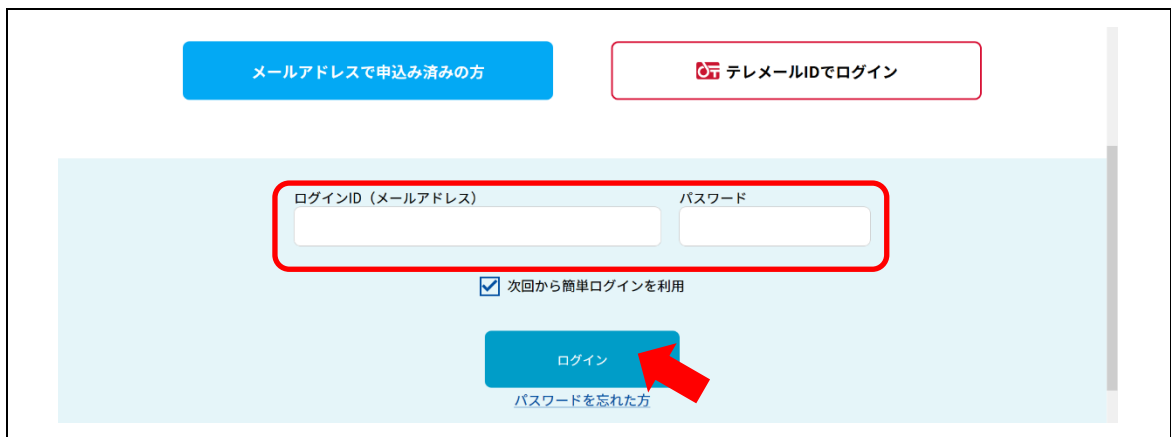 メールアドレスで申込み済みの方
テレメールIDでログイン
ログインID（メールアドレス）
パスワード
次回から簡単ログインを利用
ログイン
パスワードを忘れた方